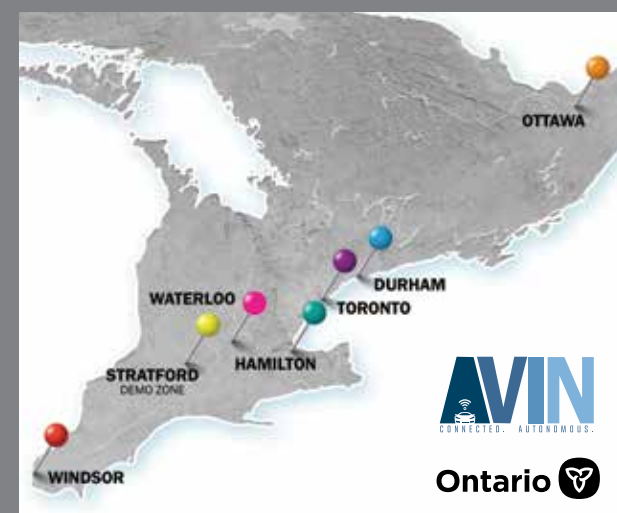 OTTAWA
DURHAM
WATERLOO
TORONTO
HAMILTON
STRATFORD
DEMO ZONE
WINDSOR
AVIN
CONNECTED. AUTONOMOUS.
Ontario